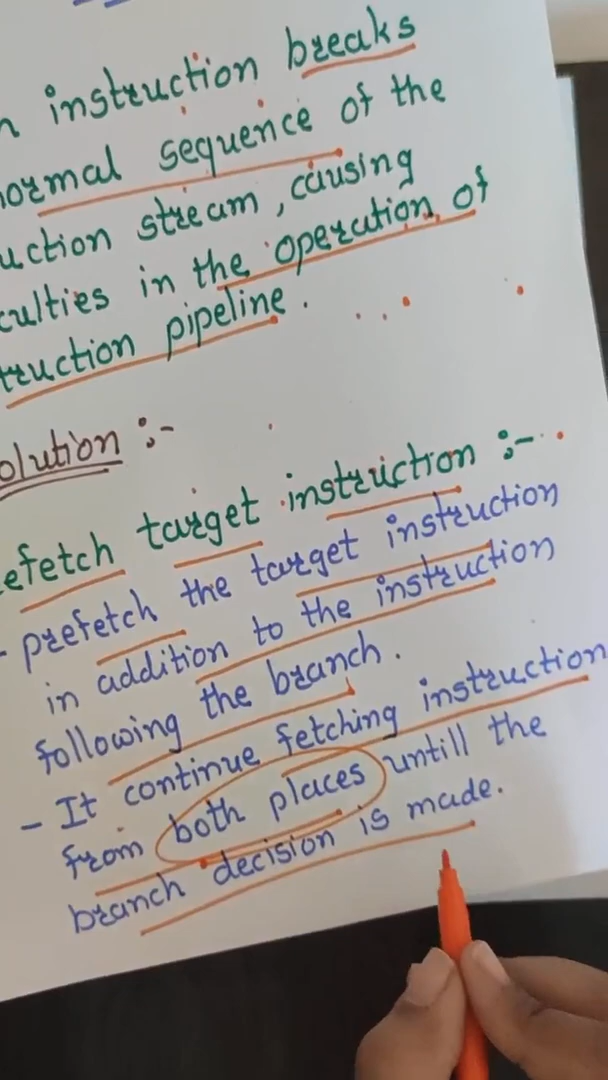 instruction breaks
normal sequence of the
uction stream, causing
culties in the operation of
truction pipeline.
olution :-
efetch target instruction :-
- prefetch the target instruction
in addition to the instruction
following the branch.
- It continue fetching instruction
from both places untill the
branch decision is made.